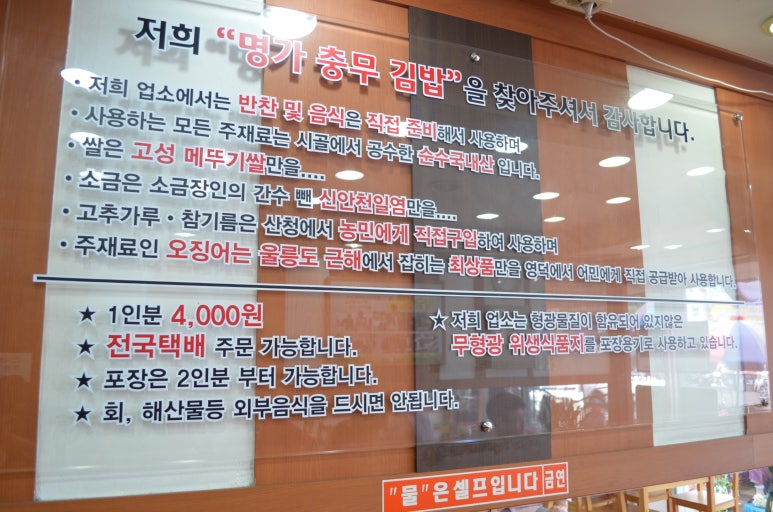 저희 "명가 충무 김밥"을 찾아주셔서 감사합니다.
· 저희 업소에서는 반찬 및 음식은 직접 준비해서 사용하며
· 사용하는 모든 주재료는 시골에서 공수한 순수국내산 입니다.
· 쌀은 고성 메뚜기쌀만을....
· 소금은 소금장인의 간수 뺀 신안천일염만을....
· 고추가루 · 참기름은 산청에서 농민에게 직접구입하여 사용하며
· 주재료인 오징어는 울릉도 근해에서 잡히는 최상품만을 영덕에서 어민에게 직접 공급받아 사용합니다.
★ 1인분 4,000원
★ 전국택배 주문 가능합니다.
★ 포장은 2인분 부터 가능합니다.
★ 회, 해산물등 외부음식을 드시면 안됩니다.
★ 저희 업소는 형광물질이 함유되어 있지않은
무형광 위생식품지를 포장용기로 사용하고 있습니다.
"물"은셀프입니다 금연